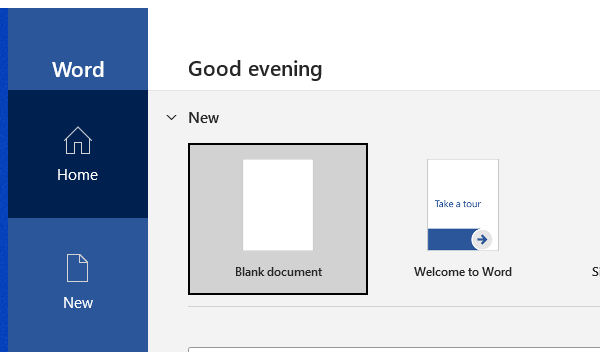 Word
Good evening
New
Home
Take a tour
Blank document
Welcome to Word
New